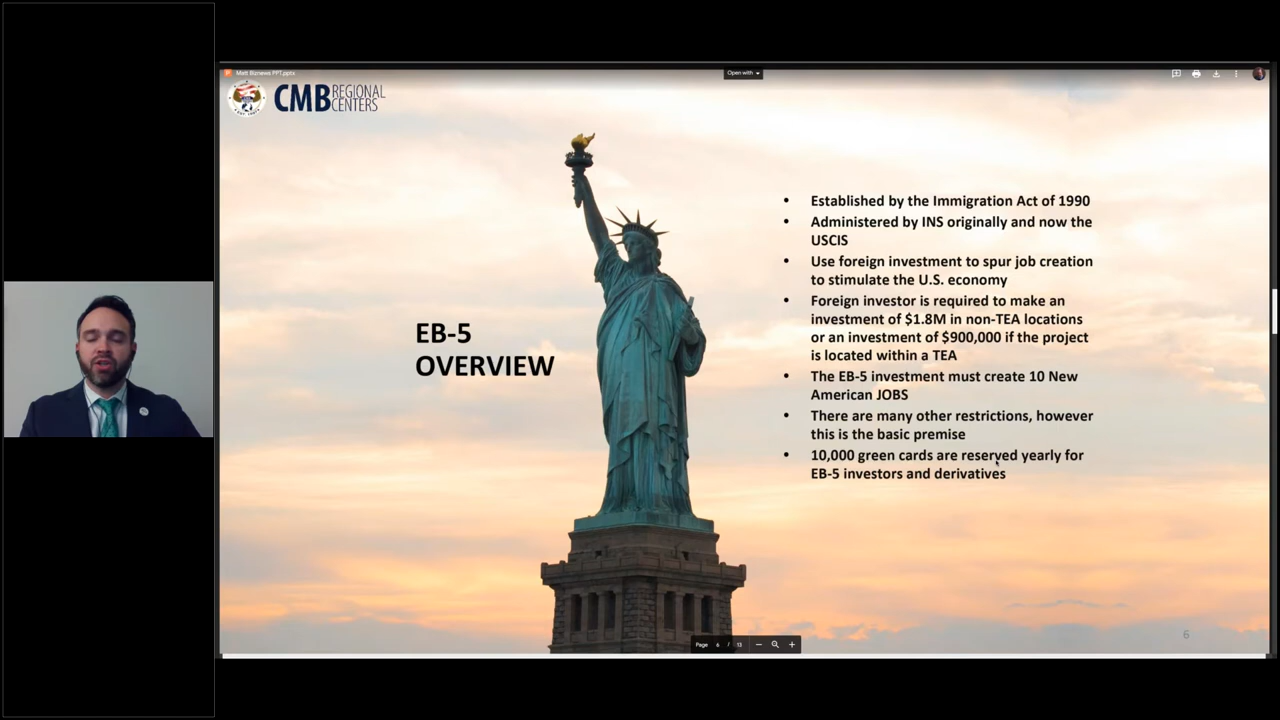 Matt Biznews PPT.pptx
Open with
CMB REGIONAL CENTERS
EB-5
OVERVIEW
• Established by the Immigration Act of 1990
• Administered by INS originally and now the
USCIS
• Use foreign investment to spur job creation
to stimulate the U.S. economy
• Foreign investor is required to make an
investment of $1.8M in non-TEA locations
or an investment of $900,000 if the project
is located within a TEA
• The EB-5 investment must create 10 New
American JOBS
• There are many other restrictions, however
this is the basic premise
• 10,000 green cards are reserved yearly for
EB-5 investors and derivatives
6
Page 6 / 13